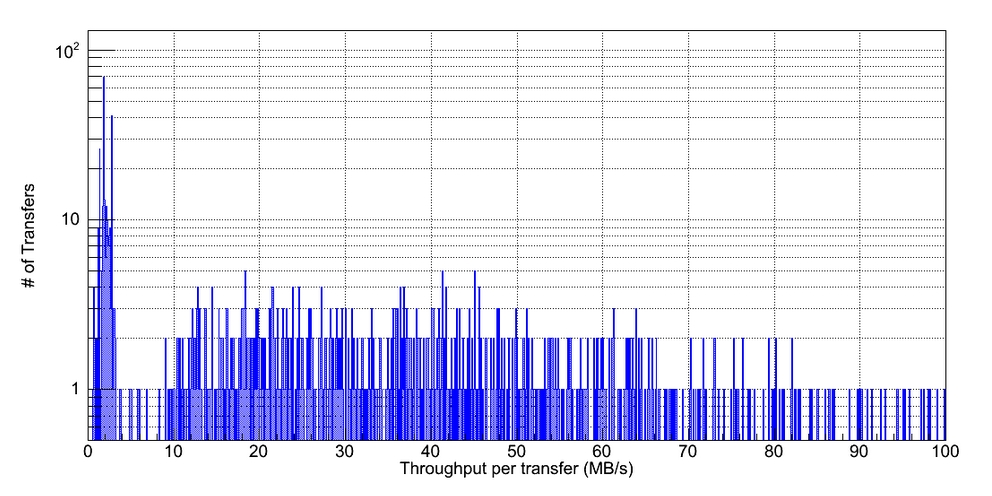 10²
10
1
# of Transfers
0 10 20 30 40 50 60 70 80 90 100
Throughput per transfer (MB/s)